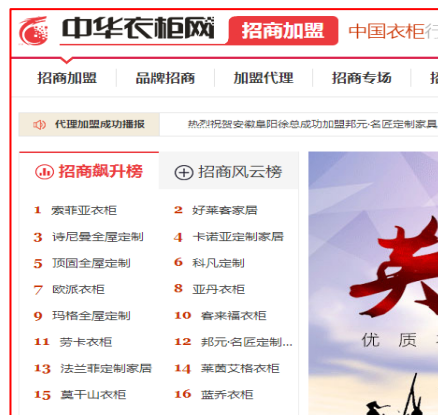 中华衣柜网 招商加盟 中国衣柜行
招商加盟 品牌招商 加盟代理 招商专场 招
代理加盟成功播报 热烈祝贺安徽阜阳徐总成功加盟邦元·名匠定制家具
招商飙升榜 招商风云榜
1 索菲亚衣柜 2 好莱客家居
3 诗尼曼全屋定制 4 卡诺亚定制家居
5 顶固全屋定制 6 科凡定制
7 欧派衣柜 8 亚丹衣柜
9 玛格全屋定制 10 客来福衣柜
11 劳卡衣柜 12 邦元·名匠定制...
13 法兰菲定制家居 14 莱茵艾格衣柜
15 莫干山衣柜 16 蓝乔衣柜
英
优 质